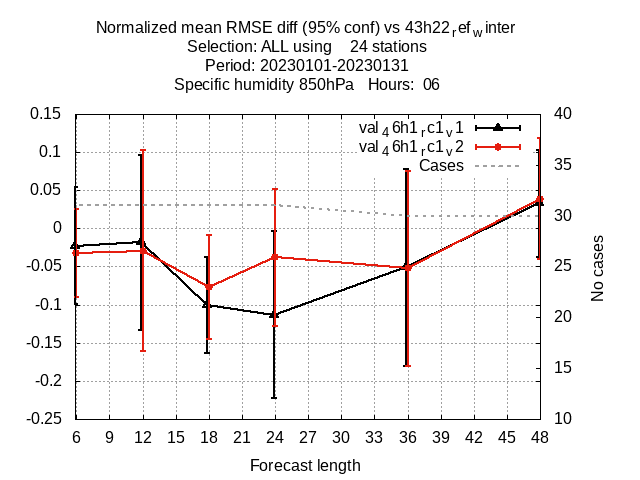 Normalized mean RMSE diff (95% conf) vs 43h22refwinter
Selection: ALL using    24 stations
Period: 20230101-20230131
Specific humidity 850hPa   Hours:  06
val46h1rc1v1
val46h1rc1v2
Cases
0.15
0.1
0.05
0
-0.05
-0.1
-0.15
-0.2
-0.25
40
35
30
25
20
15
10
No cases
6 9 12 15 18 21 24 27 30 33 36 39 42 45 48
Forecast length